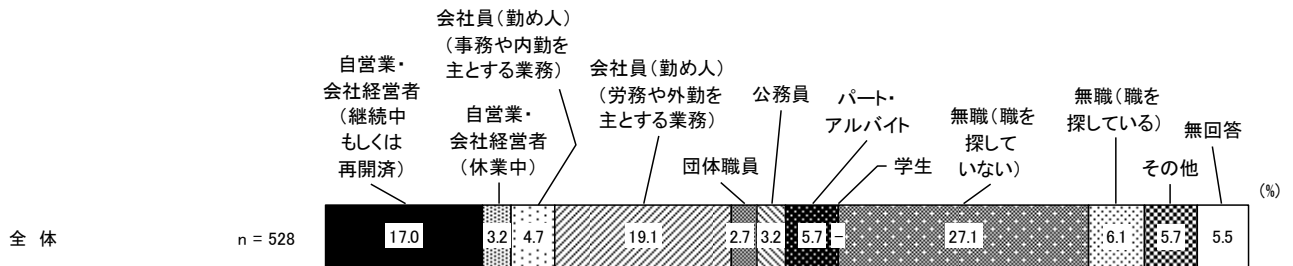 自営業・
会社経営者
（継続中
もしくは
再開済）
自営業・
会社経営者
（休業中）
会社員（勤め人）
（事務や内勤を
主とする業務）
会社員（勤め人）
（労務や外勤を
主とする業務）
団体職員
公務員
パート・
アルバイト
学生
無職（職を
探して
いない）
無職（職を
探している）
その他
無回答
(%)
全 体
n = 528
17.0
3.2
4.7
19.1
2.7
3.2
5.7
-
27.1
6.1
5.7
5.5